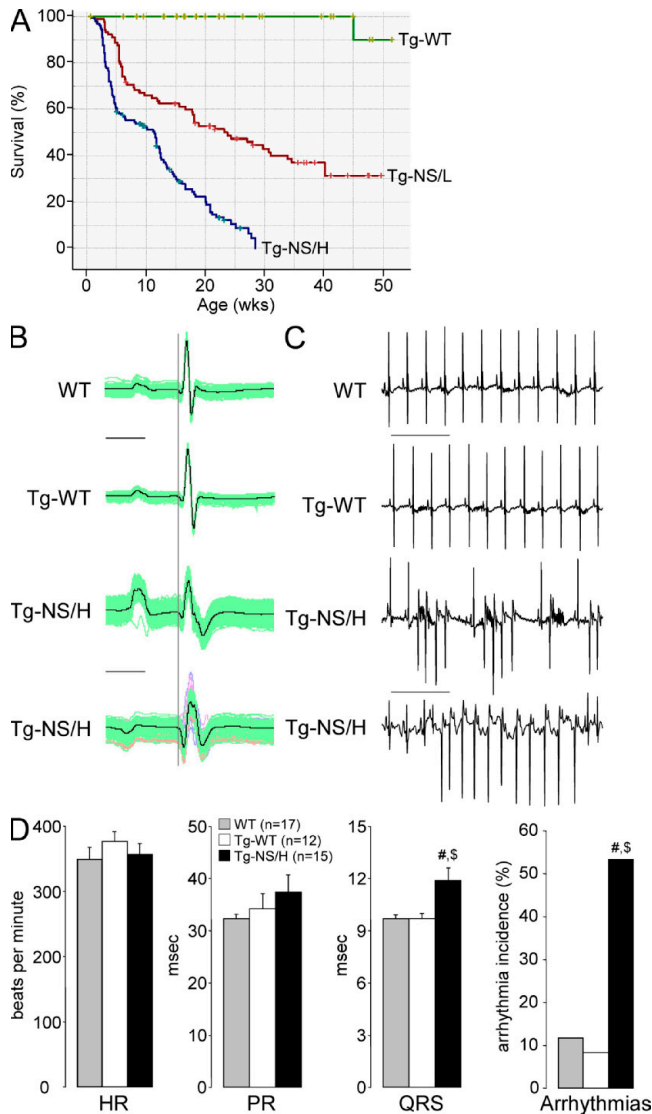 A
100
80
60
40
20
0
Survival (%)
Tg-WT
Tg-NS/L
Tg-NS/H
0 10 20 30 40 50
Age (wks)
B
WT
Tg-WT
Tg-NS/H
Tg-NS/H
C
WT
Tg-WT
Tg-NS/H
Tg-NS/H
D
400
300
200
100
0
beats per minute
HR
50
40
30
20
10
0
msec
WT (n=17)
Tg-WT (n=12)
Tg-NS/H (n=15)
PR
15
12
9
6
3
0
msec
#,$
QRS
60
50
40
30
20
10
0
arrhythmia incidence (%)
#,$
Arrhythmias